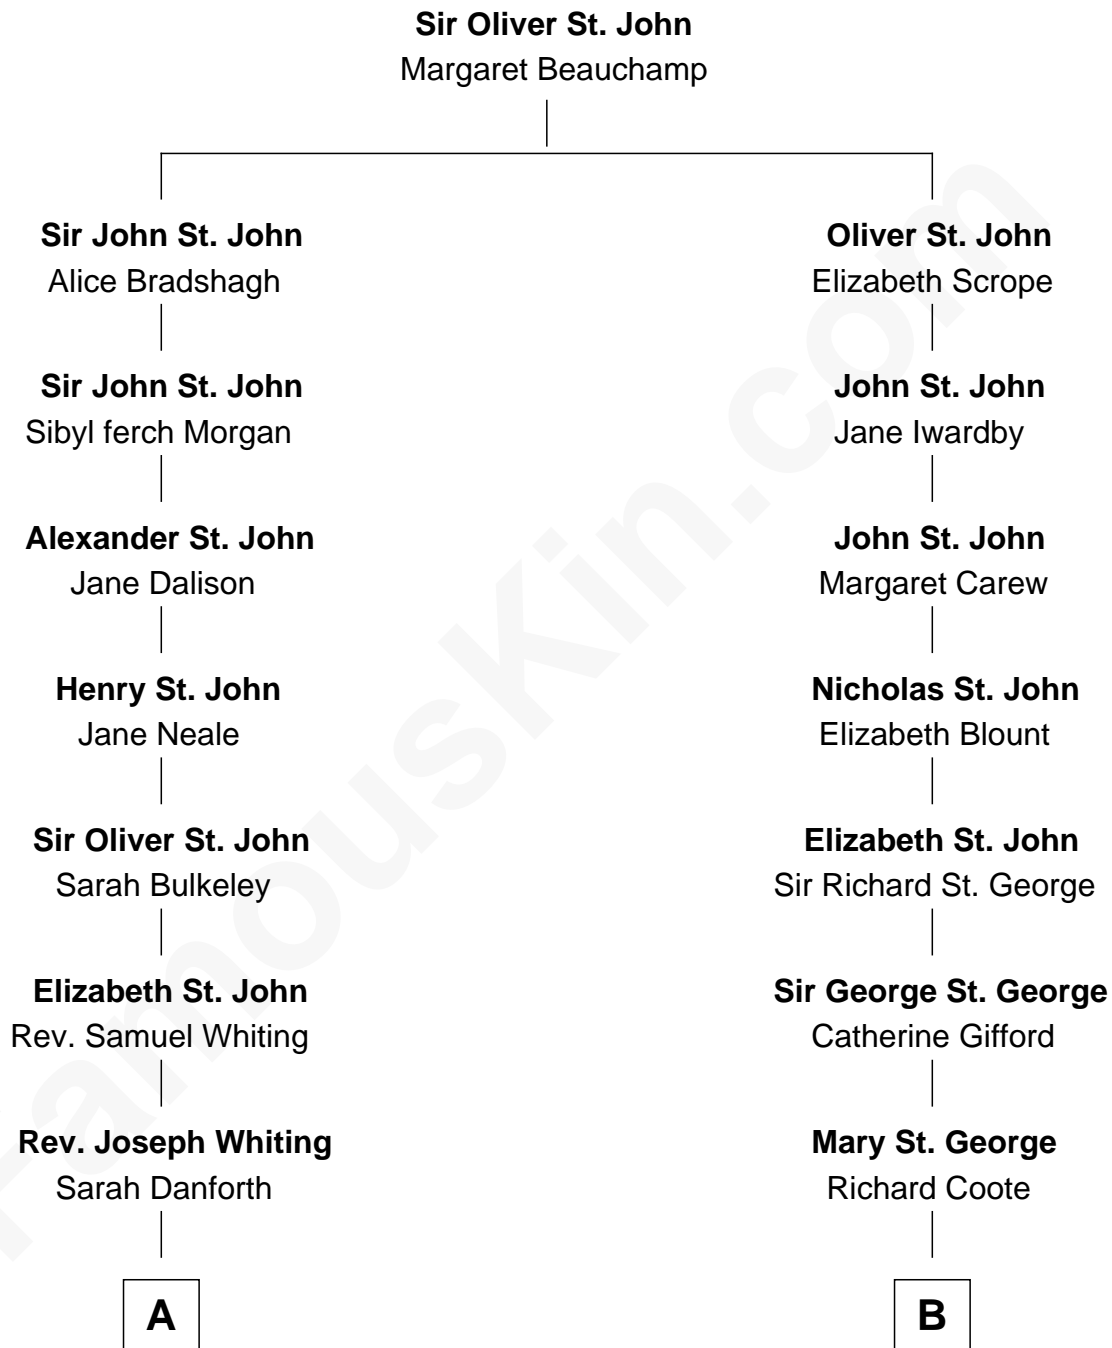 Sir Oliver St. John
Margaret Beauchamp
Sir John St. John
Alice Bradshagh
Sir John St. John
Sibyl ferch Morgan
Alexander St. John
Jane Dalison
Henry St. John
Jane Neale
Sir Oliver St. John
Sarah Bulkeley
Elizabeth St. John
Rev. Samuel Whiting
Rev. Joseph Whiting
Sarah Danforth
A
Oliver St. John
Elizabeth Scrope
John St. John
Jane Iwardby
John St. John
Margaret Carew
Nicholas St. John
Elizabeth Blount
Elizabeth St. John
Sir Richard St. George
Sir George St. George
Catherine Gifford
Mary St. George
Richard Coote
B
FamousKin.com